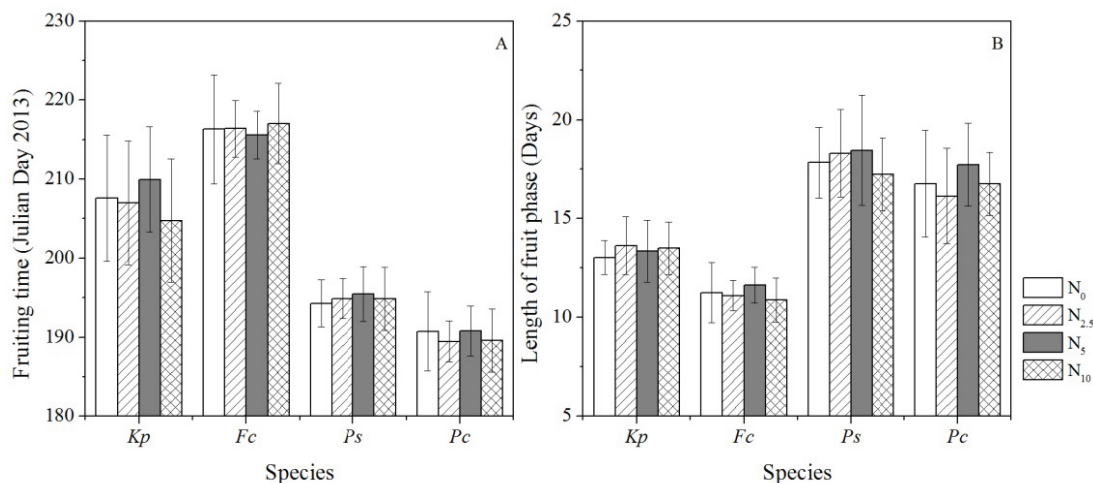 A
Fruiting time (Julian Day 2013)
230
220
210
200
190
180
Kp Fc Ps Pc
Species
B
Length of fruit phase (Days)
25
20
15
10
5
Kp Fc Ps Pc
Species
N0
N2.5
N5
N10